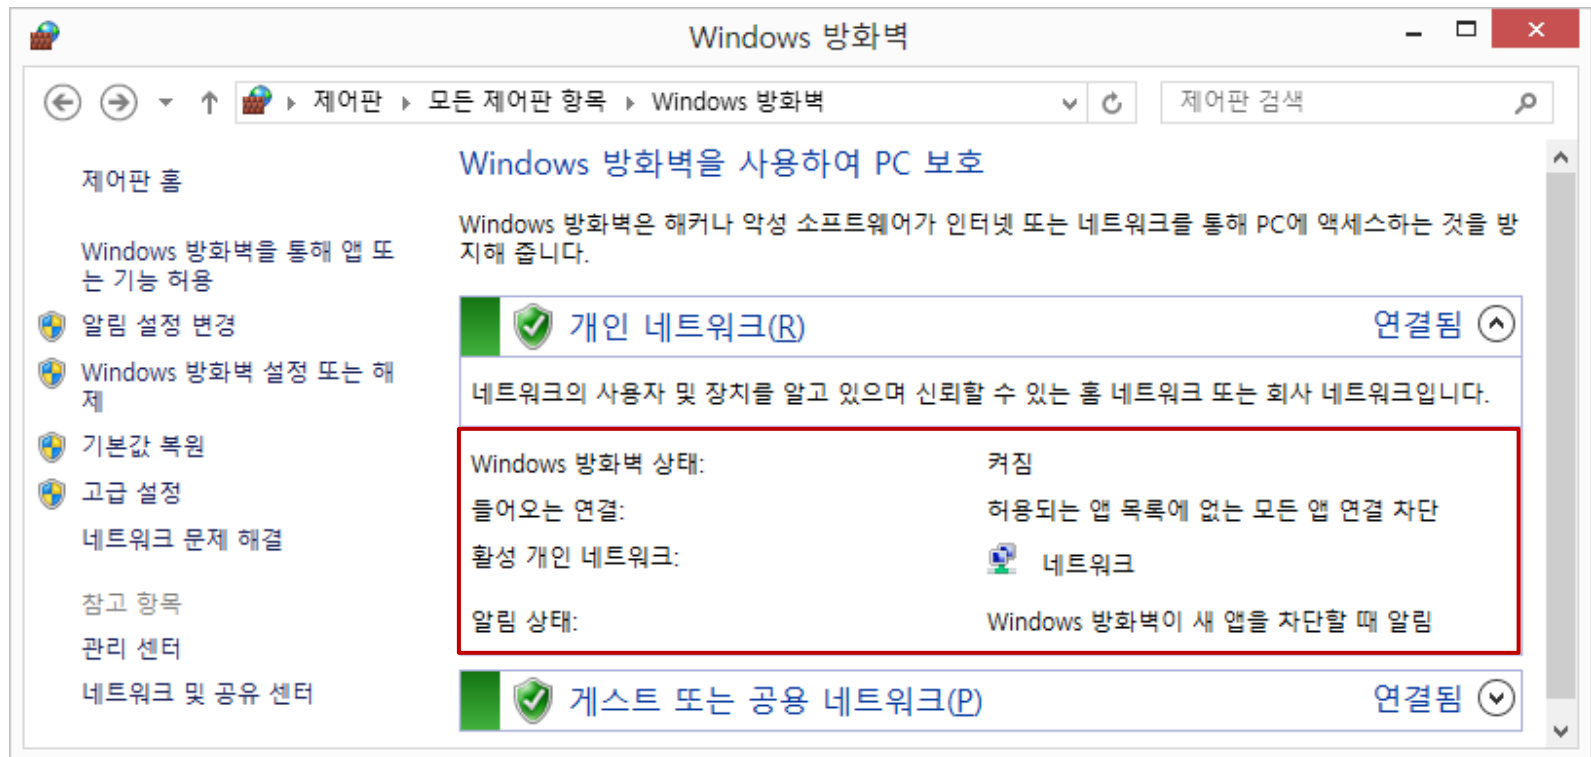 Windows 방화벽
제어판 ▸ 모든 제어판 항목 ▸ Windows 방화벽
제어판 검색
제어판 홈
Windows 방화벽을 통해 앱 또
는 기능 허용
알림 설정 변경
Windows 방화벽 설정 또는 해
제
기본값 복원
고급 설정
네트워크 문제 해결
참고 항목
관리 센터
네트워크 및 공유 센터
Windows 방화벽을 사용하여 PC 보호
Windows 방화벽은 해커나 악성 소프트웨어가 인터넷 또는 네트워크를 통해 PC에 액세스하는 것을 방
지해 줍니다.
개인 네트워크(R) 연결됨
네트워크의 사용자 및 장치를 알고 있으며 신뢰할 수 있는 홈 네트워크 또는 회사 네트워크입니다.
Windows 방화벽 상태: 켜짐
들어오는 연결: 허용되는 앱 목록에 없는 모든 앱 연결 차단
활성 개인 네트워크: 네트워크
알림 상태: Windows 방화벽이 새 앱을 차단할 때 알림
게스트 또는 공용 네트워크(P) 연결됨